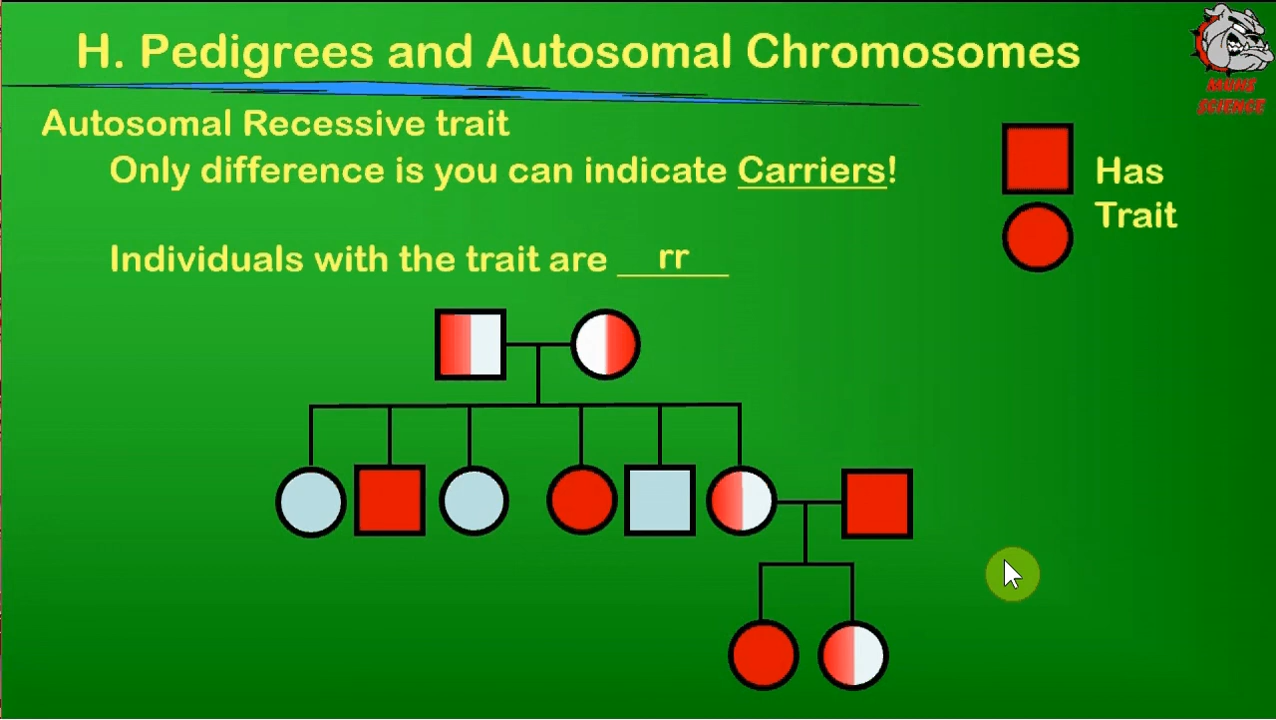 H. Pedigrees and Autosomal Chromosomes
MUHS
SCIENCE
Autosomal Recessive trait
Only difference is you can indicate Carriers!
Has
Trait
Individuals with the trait are rr